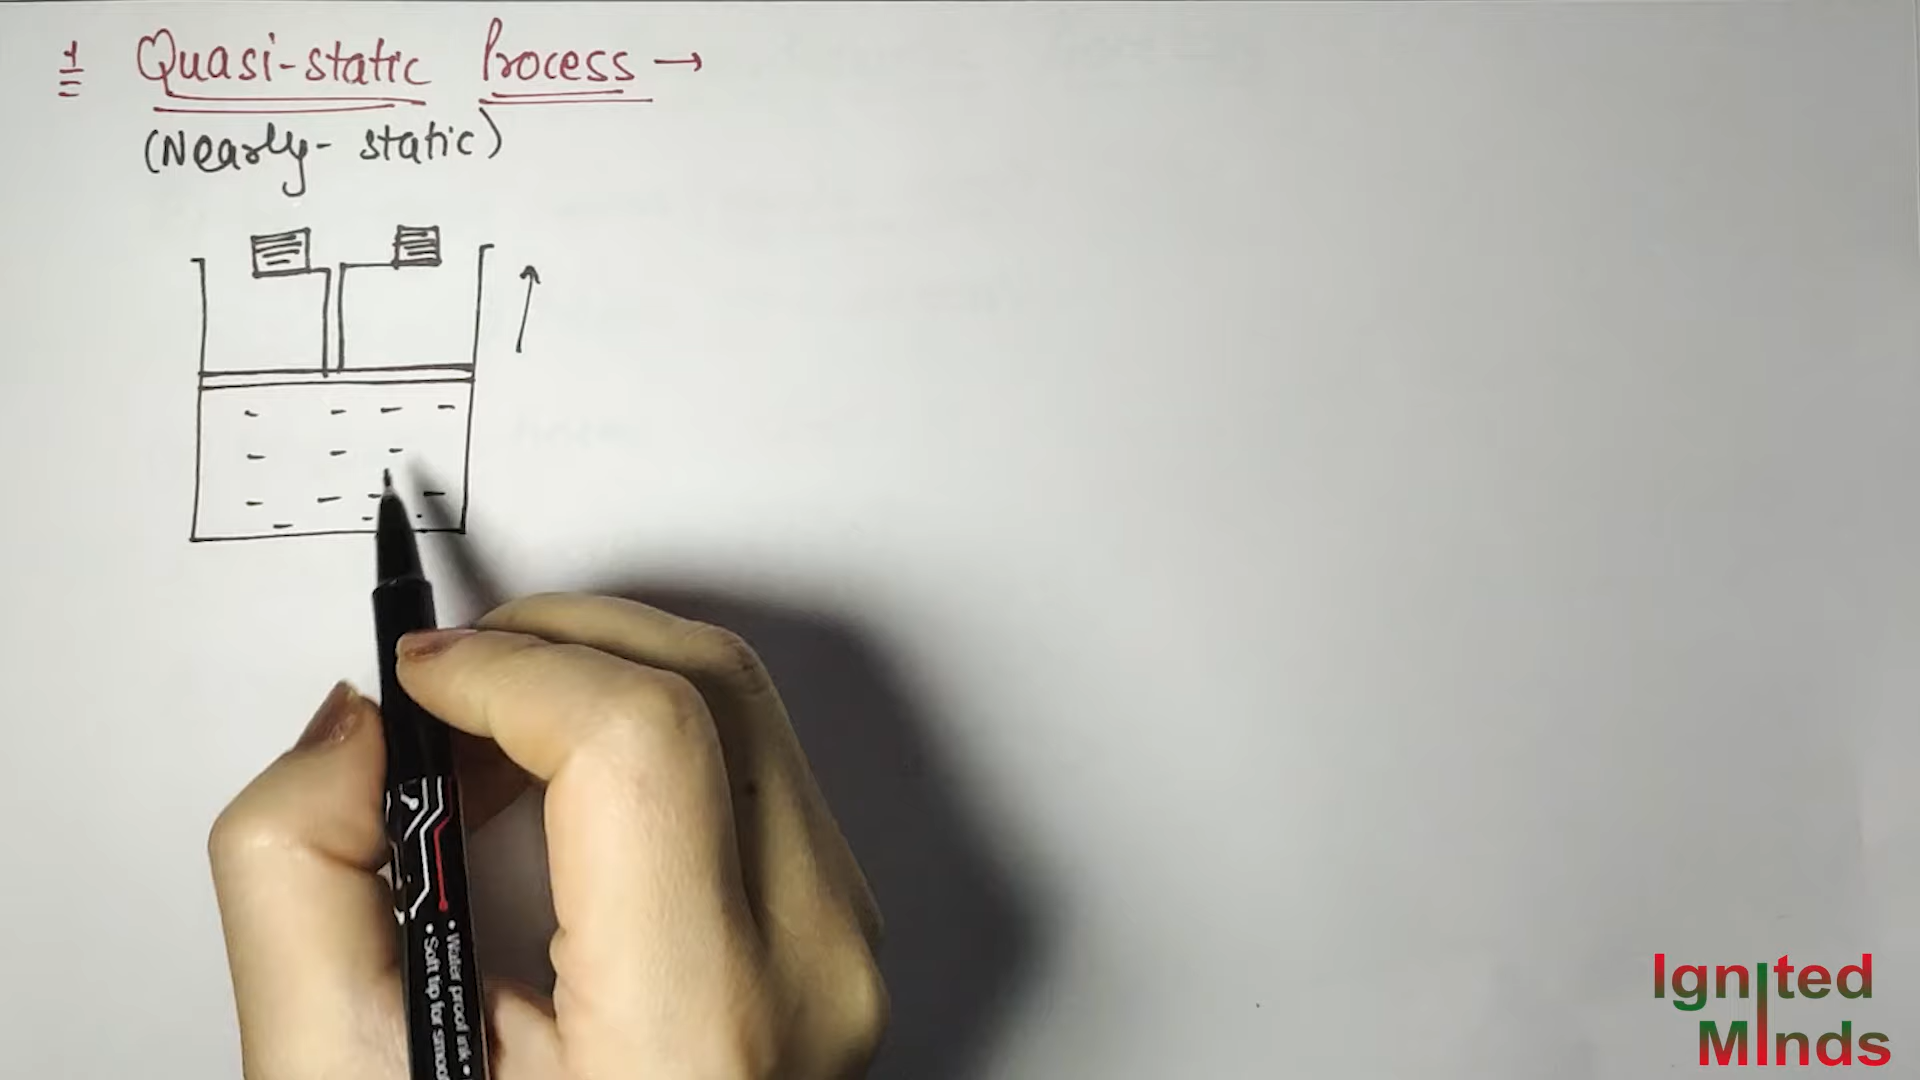 1 Quasi-static Process →
(Nearly-static)
• Water proof ink •
• Soft tip for smoo
Ignited
Minds